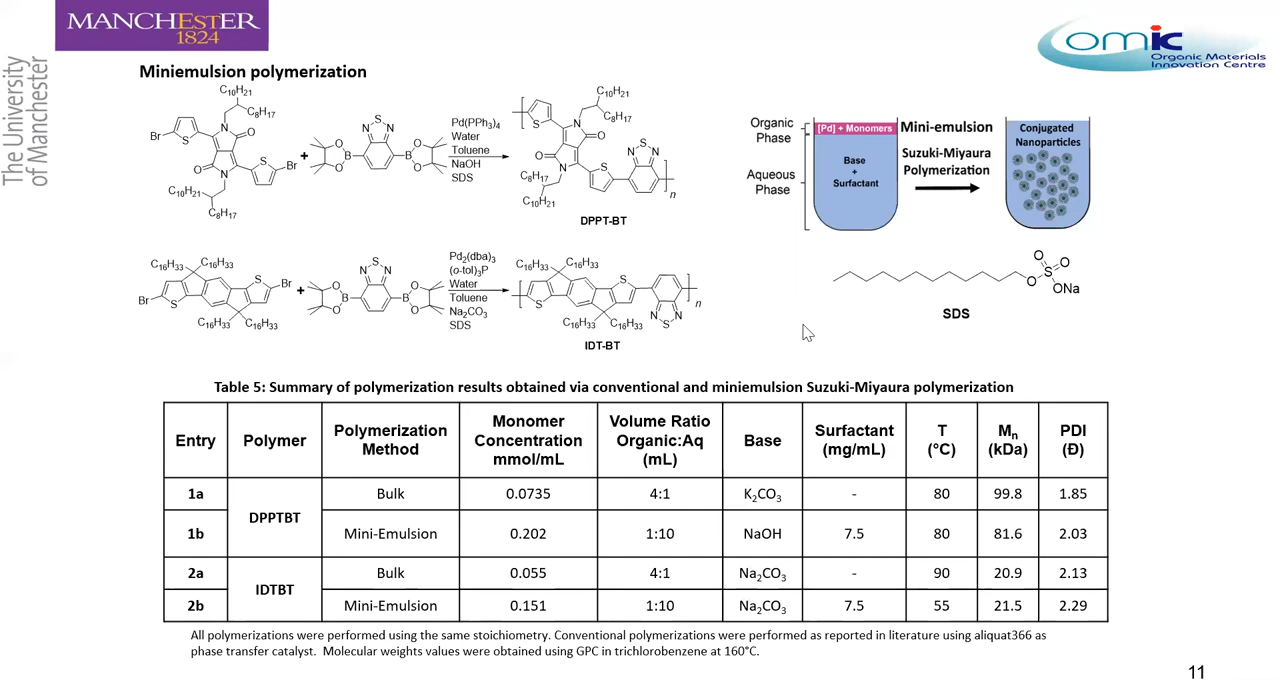 MANCHESTER
1824
The University
of Manchester
omic
Organic Materials
Innovation Centre
Miniemulsion polymerization
C₁₀H₂₁
C₈H₁₇
Br
S
N
O
O
N
S
Br
C₁₀H₂₁
C₈H₁₇
+
O
B
O
N
S
N
O
B
O
Pd(PPh₃)₄
Water
Toluene
NaOH
SDS
C₁₀H₂₁
C₈H₁₇
S
N
O
O
N
S
N
S
N
C₈H₁₇
C₁₀H₂₁
n
DPPT-BT
Organic
Phase
Aqueous
Phase
[Pd] + Monomers
Base
+
Surfactant
Mini-emulsion
Suzuki-Miyaura
Polymerization
Conjugated
Nanoparticles
C₁₆H₃₃
C₁₆H₃₃
Br
S
S
Br
C₁₆H₃₃
C₁₆H₃₃
+
O
B
O
N
S
N
O
B
O
Pd₂(dba)₃
(o-tol)₃P
Water
Toluene
Na₂CO₃
SDS
C₁₆H₃₃
C₁₆H₃₃
S
S
C₁₆H₃₃
C₁₆H₃₃
N
S
N
n
IDT-BT
O
O
S
O
ONa
SDS
Table 5: Summary of polymerization results obtained via conventional and miniemulsion Suzuki-Miyaura polymerization
Entry Polymer Polymerization Method Monomer Concentration mmol/mL Volume Ratio Organic:Aq (mL) Base Surfactant (mg/mL) T (°C) Mₙ (kDa) PDI (Đ)
1a DPPTBT Bulk 0.0735 4:1 K₂CO₃ - 80 99.8 1.85
1b Mini-Emulsion 0.202 1:10 NaOH 7.5 80 81.6 2.03
2a IDTBT Bulk 0.055 4:1 Na₂CO₃ - 90 20.9 2.13
2b Mini-Emulsion 0.151 1:10 Na₂CO₃ 7.5 55 21.5 2.29
All polymerizations were performed using the same stoichiometry. Conventional polymerizations were performed as reported in literature using aliquat366 as
phase transfer catalyst. Molecular weights values were obtained using GPC in trichlorobenzene at 160°C.
11